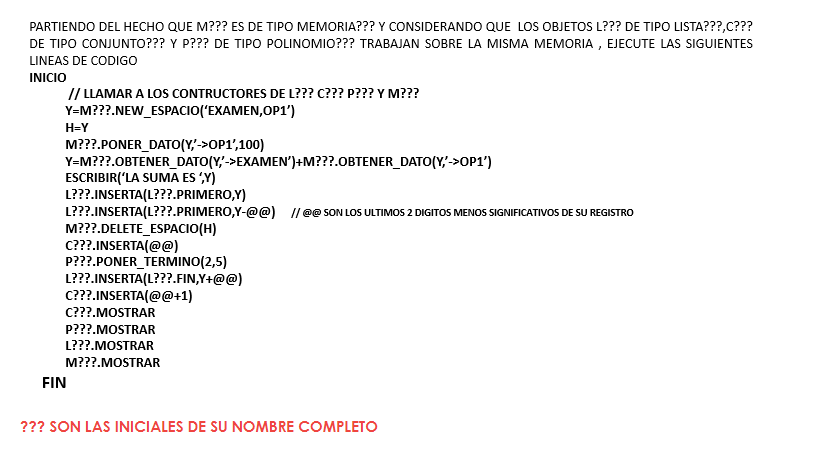 PARTIENDO DEL HECHO QUE M??? ES DE TIPO MEMORIA??? Y CONSIDERANDO QUE LOS OBJETOS L??? DE TIPO LISTA???,C???
DE TIPO CONJUNTO??? Y P??? DE TIPO POLINOMIO??? TRABAJAN SOBRE LA MISMA MEMORIA , EJECUTE LAS SIGUIENTES
LINEAS DE CODIGO
INICIO
// LLAMAR A LOS CONTRUCTORES DE L??? C??? P??? Y M???
Y=M???.NEW_ESPACIO(‘EXAMEN,OP1’)
H=Y
M???.PONER_DATO(Y,’->OP1’,100)
Y=M???.OBTENER_DATO(Y,’->EXAMEN’)+M???.OBTENER_DATO(Y,’->OP1’)
ESCRIBIR(‘LA SUMA ES ‘,Y)
L???.INSERTA(L???.PRIMERO,Y)
L???.INSERTA(L???.PRIMERO,Y-@@) // @@ SON LOS ULTIMOS 2 DIGITOS MENOS SIGNIFICATIVOS DE SU REGISTRO
M???.DELETE_ESPACIO(H)
C???.INSERTA(@@)
P???.PONER_TERMINO(2,5)
L???.INSERTA(L???.FIN,Y+@@)
C???.INSERTA(@@+1)
C???.MOSTRAR
P???.MOSTRAR
L???.MOSTRAR
M???.MOSTRAR
FIN
??? SON LAS INICIALES DE SU NOMBRE COMPLETO